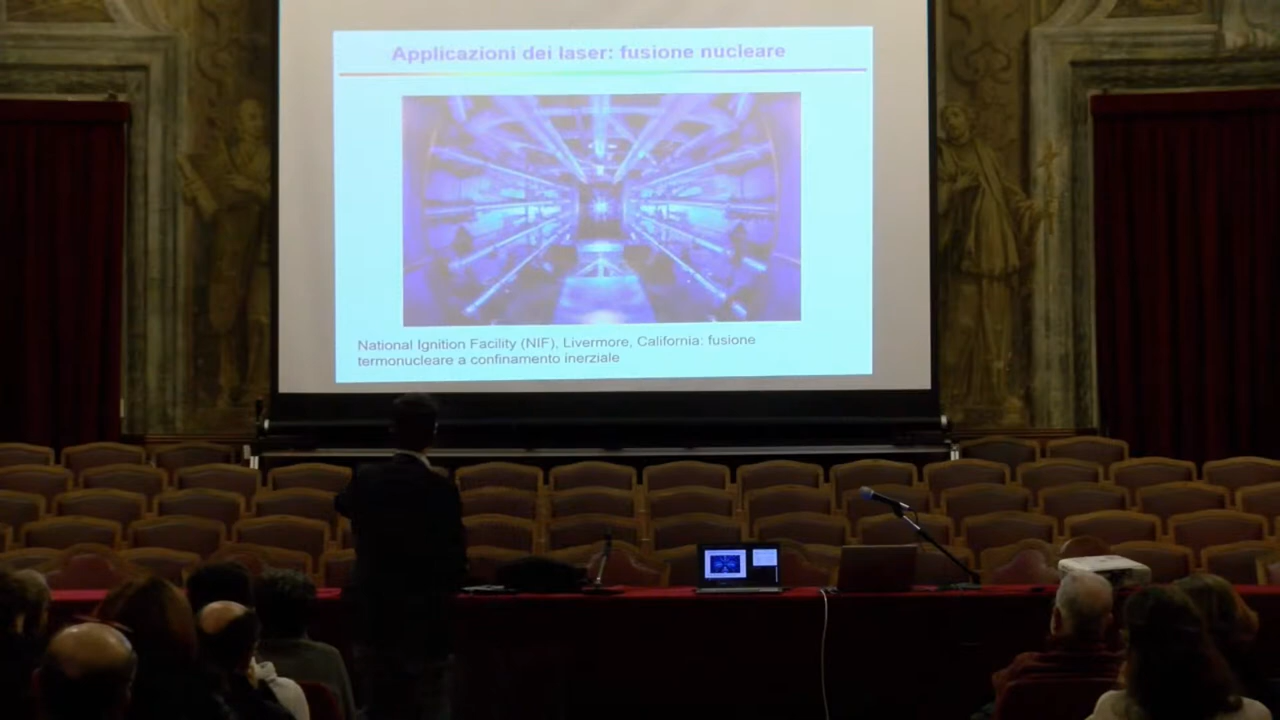 Applicazioni dei laser: fusione nucleare
National Ignition Facility (NIF), Livermore, California: fusione
termonucleare a confinamento inerziale